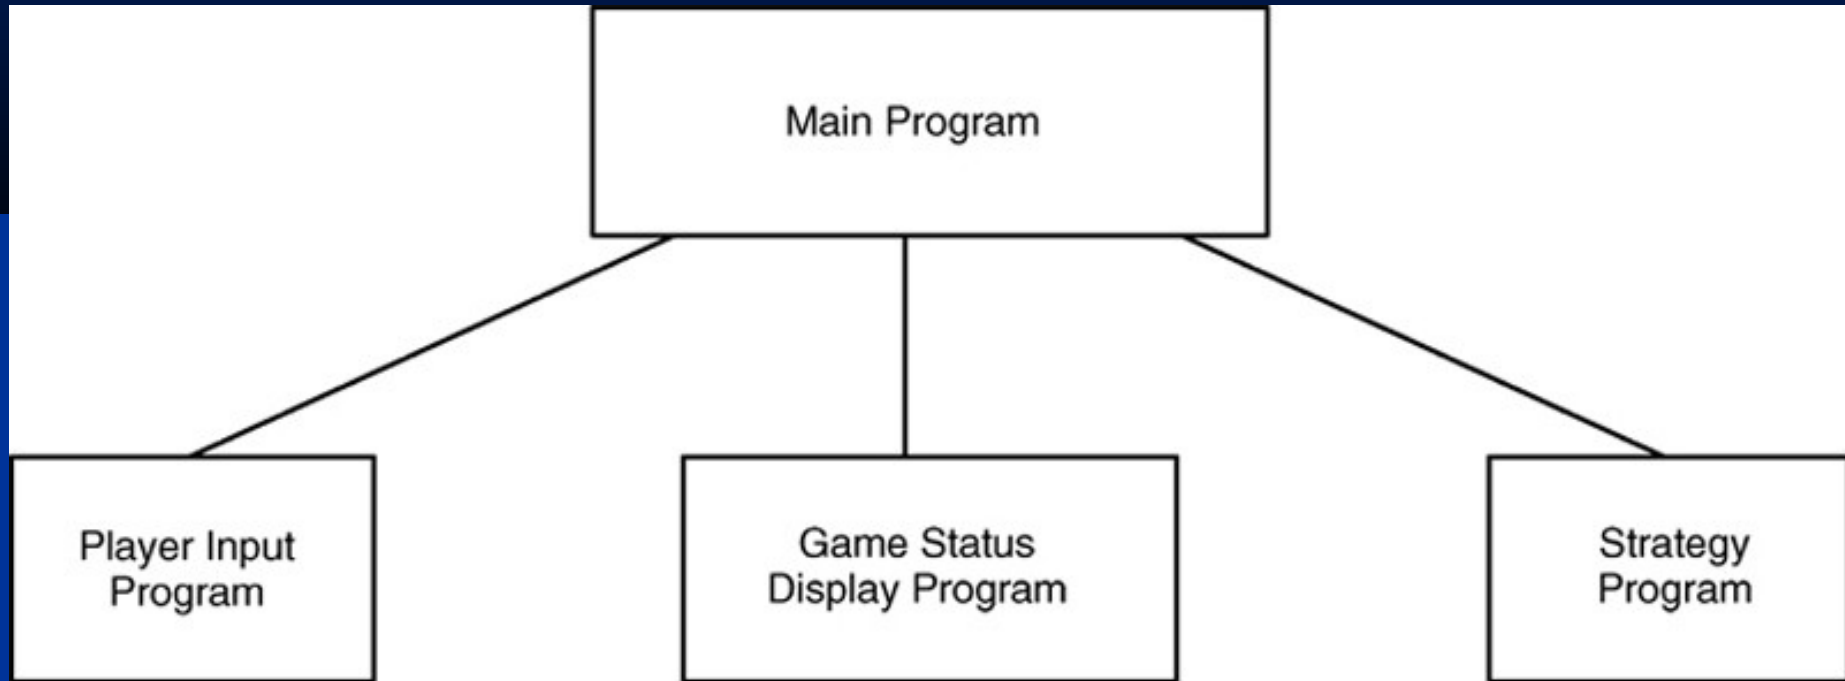 Main Program
Player Input
Program
Game Status
Display Program
Strategy
Program